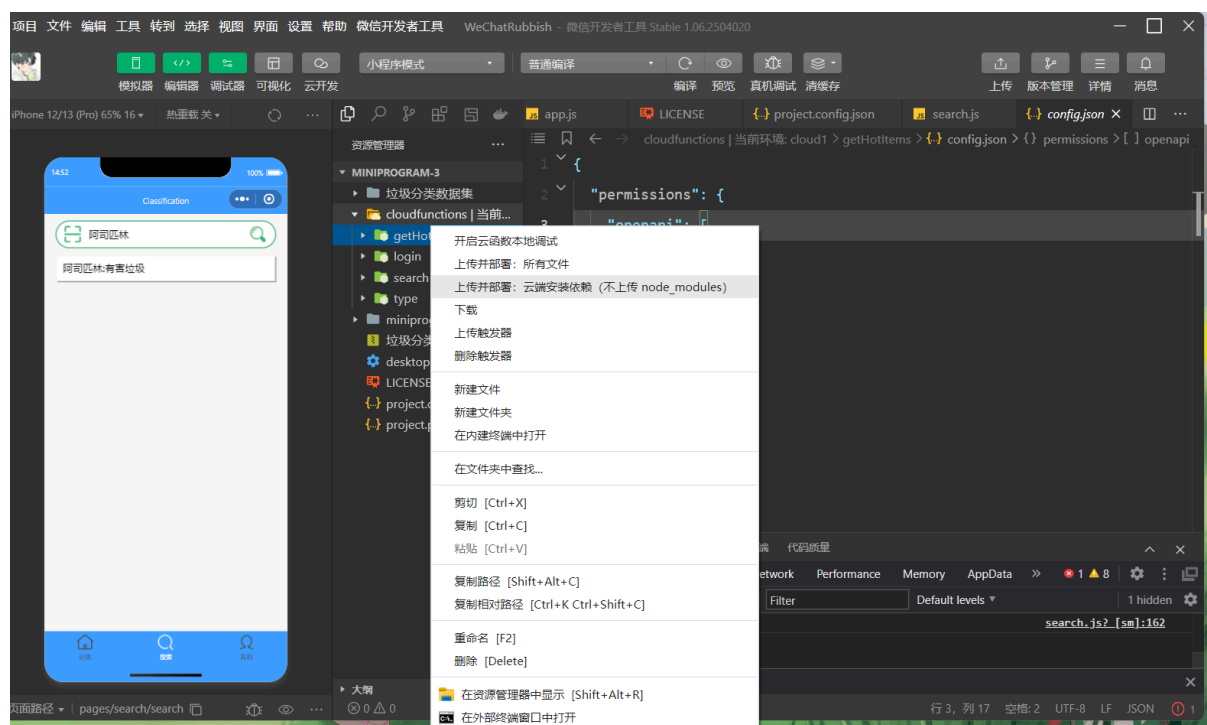 项目 文件 编辑 工具 转到 选择 视图 界面 设置 帮助 微信开发者工具 WeChatRubbish - 微信开发者工具 Stable 1.06.2504020
小程序模式 普通编译
模拟器 编辑器 调试器 可视化 云开发 编译 预览 真机调试 清缓存 上传 版本管理 详情 消息
iPhone 12/13 (Pro) 65% 16 热重载 关
JS app.js LICENSE {..} project.config.json JS search.js {..} config.json
cloudfunctions | 当前环境: cloud1 > getHotItems > {..} config.json > {} permissions > [ ] openapi
14:52 100%
Classification
阿司匹林
阿司匹林:有害垃圾
搜索
页面路径 pages/search/search
资源管理器
MINIPROGRAM-3
垃圾分类数据集
cloudfunctions | 当前...
getHot
login
search
type
minipro
垃圾分类
desktop
LICENSE
{..} project.c
{..} project.p
大纲
0 0
1 {
2 "permissions": {
3 "openapi": [
开启云函数本地调试
上传并部署：所有文件
上传并部署：云端安装依赖（不上传 node_modules）
下载
上传触发器
删除触发器
新建文件
新建文件夹
在内建终端中打开
在文件夹中查找...
剪切 [Ctrl+X]
复制 [Ctrl+C]
粘贴 [Ctrl+V]
复制路径 [Shift+Alt+C]
复制相对路径 [Ctrl+K Ctrl+Shift+C]
重命名 [F2]
删除 [Delete]
在资源管理器中显示 [Shift+Alt+R]
在外部终端窗口中打开
端 代码质量
etwork Performance Memory AppData » 1 8
Filter Default levels 1 hidden
search.js? [sm]:162
行 3，列 17 空格: 2 UTF-8 LF JSON 1